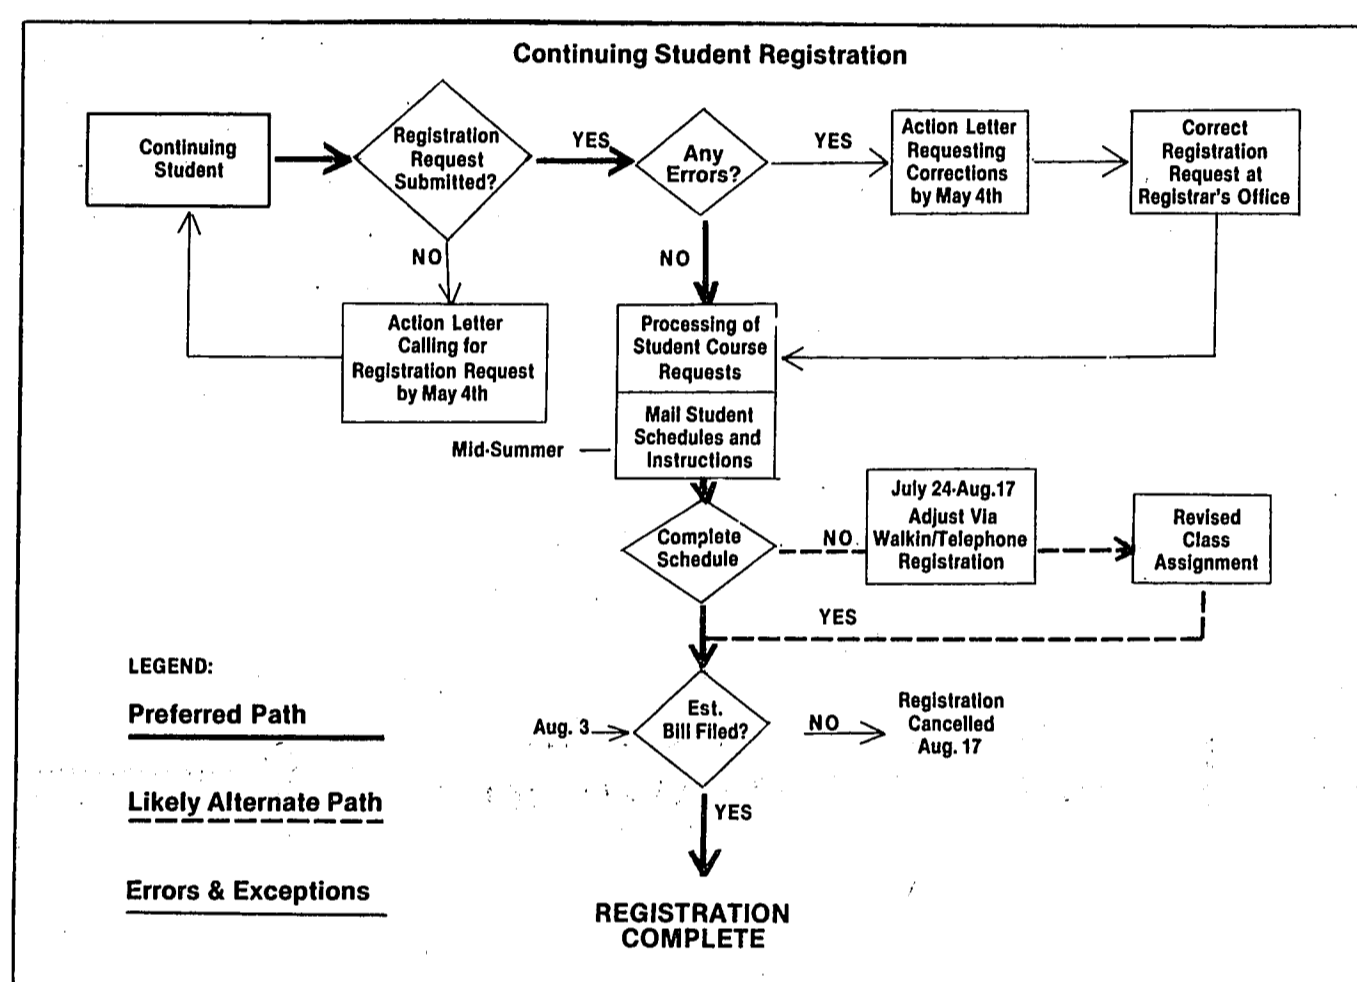 Continuing Student Registration
Continuing
Student
Registration
Request
Submitted?
YES
Any
Errors?
YES
Action Letter
Requesting
Corrections
by May 4th
Correct
Registration
Request at
Registrar's Office
NO
NO
Action Letter
Calling for
Registration Request
by May 4th
Processing of
Student Course
Requests
Mid-Summer
Mail Student
Schedules and
Instructions
Complete
Schedule
NO
July 24-Aug.17
Adjust Via
Walkin/Telephone
Registration
Revised
Class
Assignment
YES
LEGEND:
Preferred Path
Likely Alternate Path
Errors & Exceptions
Aug. 3
Est.
Bill Filed?
NO
Registration
Cancelled
Aug. 17
YES
REGISTRATION
COMPLETE